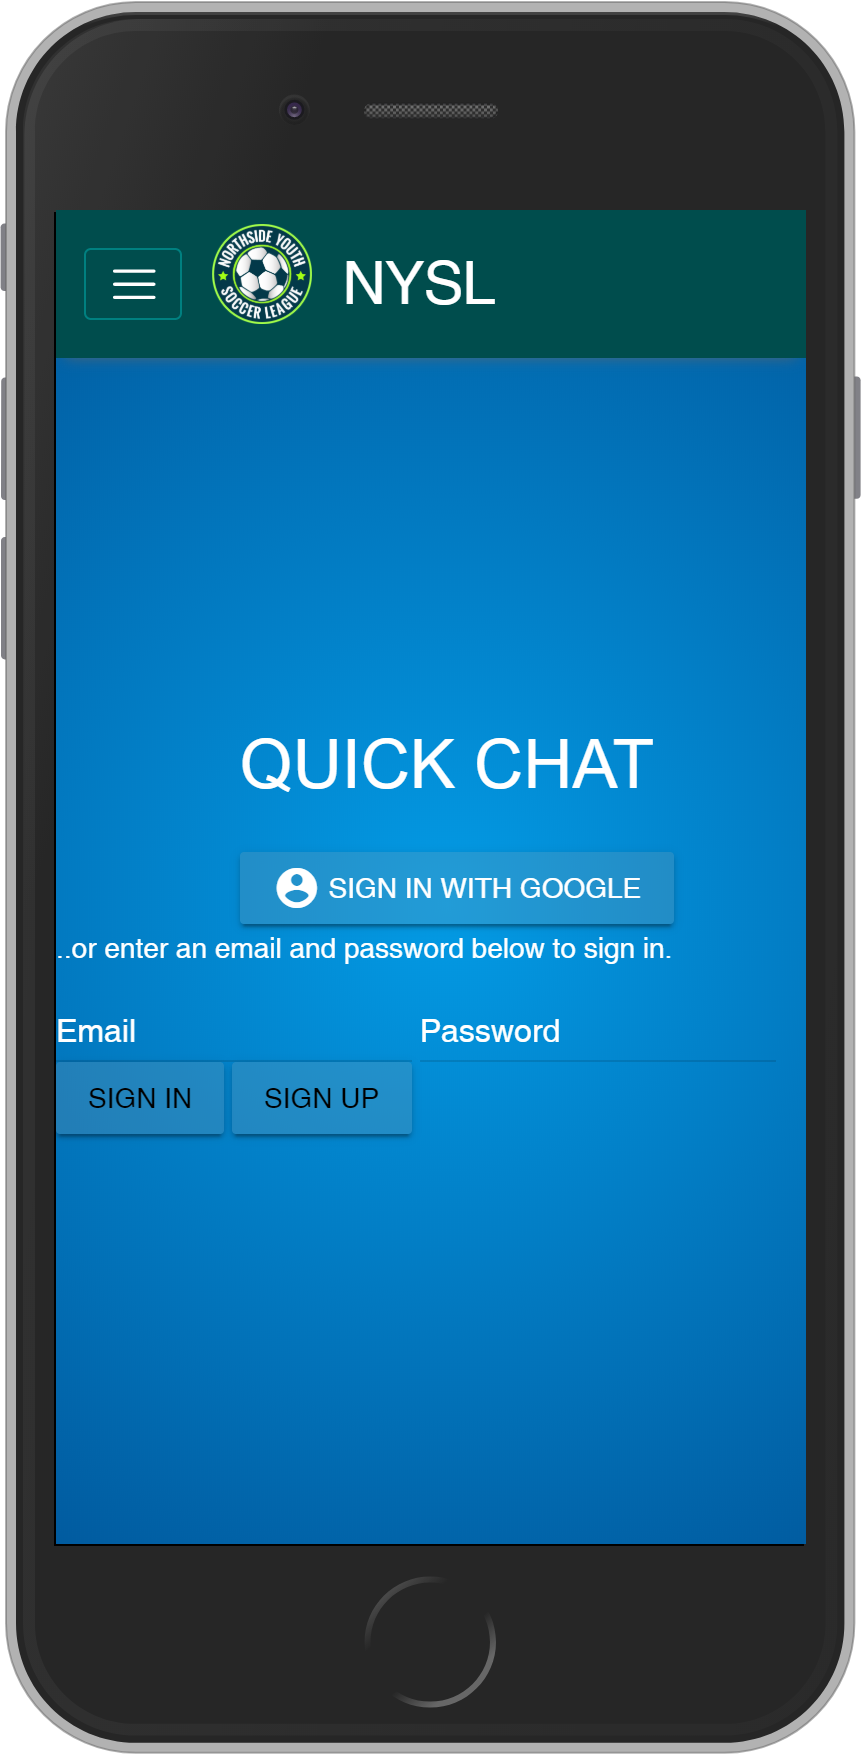 NORTHSIDE YOUTH
SOCCER LEAGUE
NYSL
QUICK CHAT
SIGN IN WITH GOOGLE
..or enter an email and password below to sign in.
Email Password
SIGN IN SIGN UP